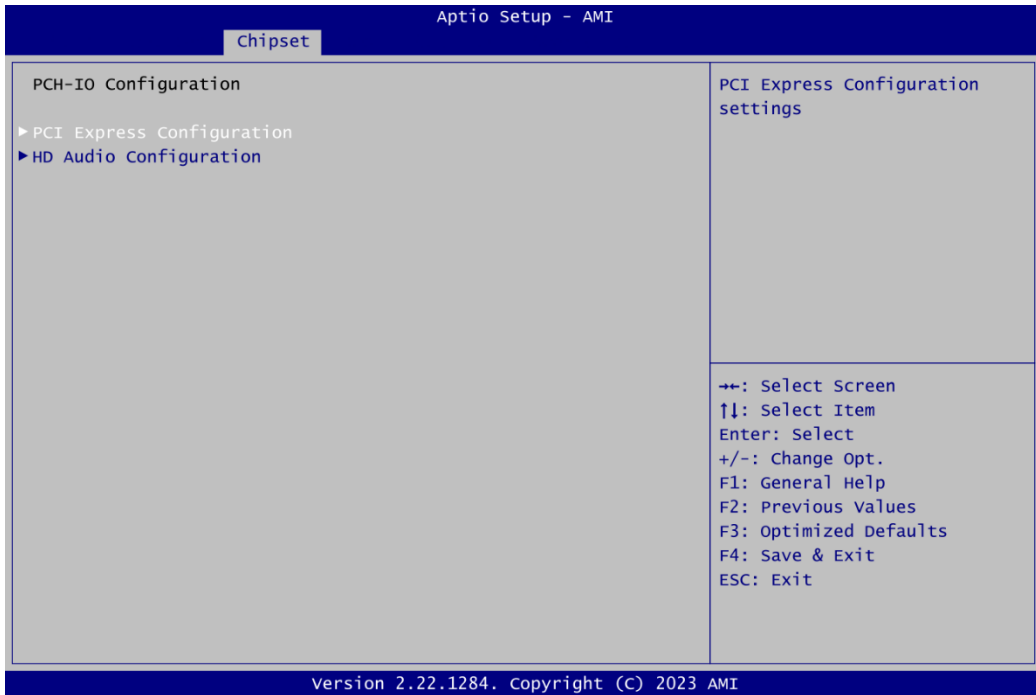 Aptio Setup - AMI
Chipset
PCH-IO Configuration
►PCI Express Configuration
►HD Audio Configuration
PCI Express Configuration
settings
→←: Select Screen
↑↓: Select Item
Enter: Select
+/-: Change Opt.
F1: General Help
F2: Previous Values
F3: Optimized Defaults
F4: Save & Exit
ESC: Exit
Version 2.22.1284. Copyright (C) 2023 AMI